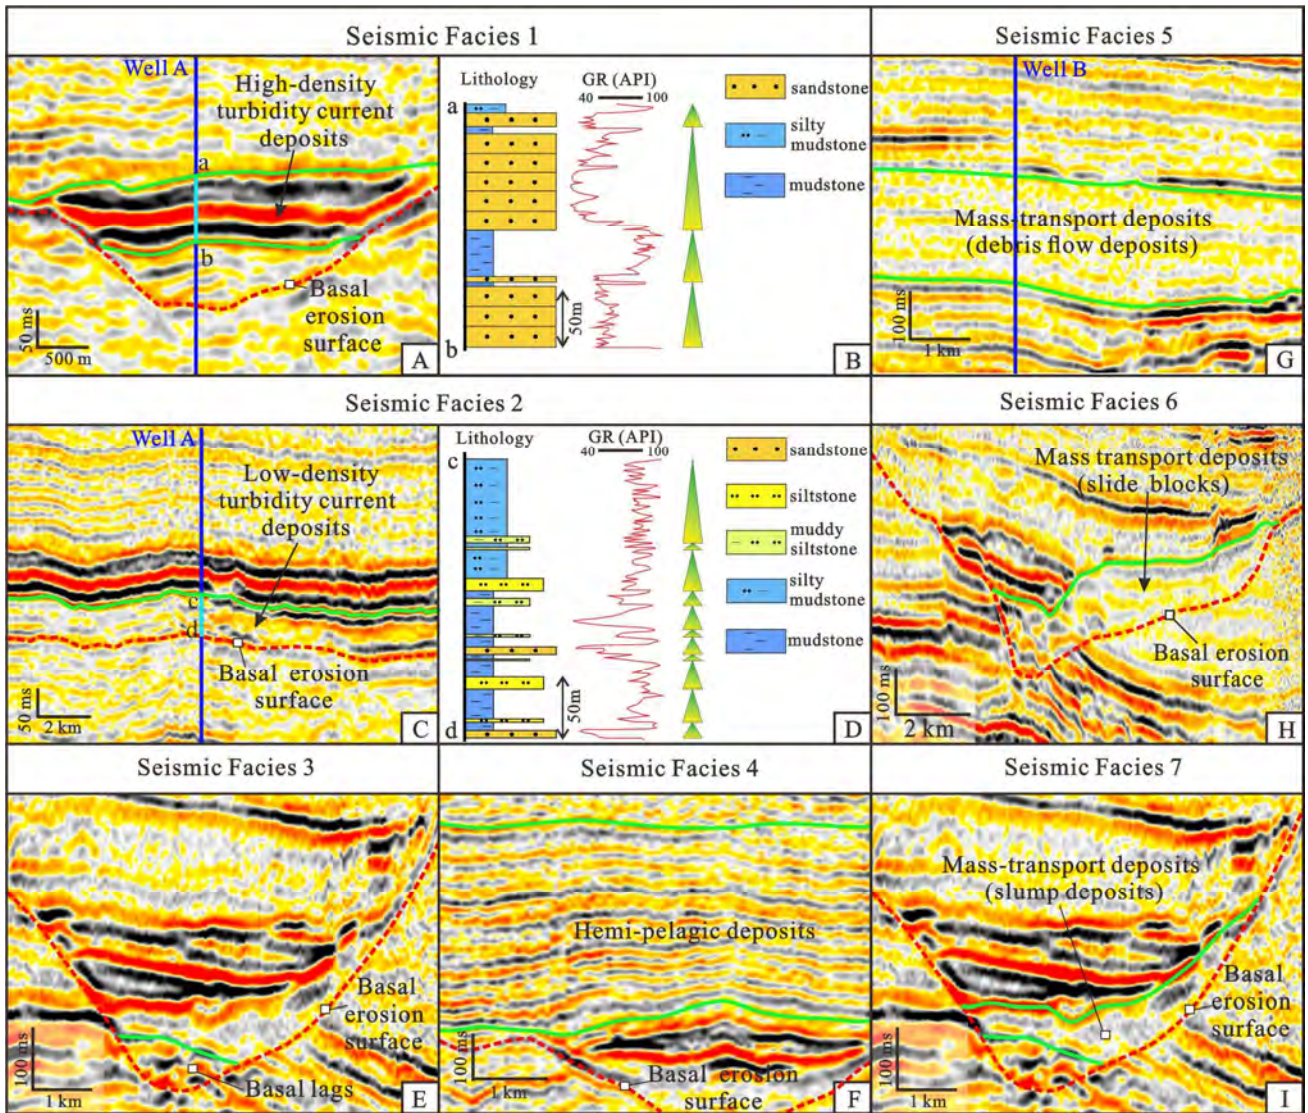 Seismic Facies 1
Well A
High-density
turbidity current
deposits
a
b
Basal
erosion
surface
50 ms
500 m
A
Lithology
GR (API)
40
100
a
b
50m
sandstone
silty
mudstone
mudstone
B
Seismic Facies 5
Well B
Mass-transport deposits
(debris flow deposits)
100 ms
1 km
G
Seismic Facies 2
Well A
Low-density
turbidity current
deposits
c
d
Basal erosion
surface
50 ms
2 km
C
Lithology
GR (API)
40
100
c
d
50m
sandstone
siltstone
muddy
siltstone
silty
mudstone
mudstone
D
Seismic Facies 6
Mass transport deposits
(slide blocks)
Basal erosion
surface
100 ms
2 km
H
Seismic Facies 3
Basal
erosion
surface
Basal lags
100 ms
1 km
E
Seismic Facies 4
Hemi-pelagic deposits
Basal erosion
surface
100 ms
1 km
F
Seismic Facies 7
Mass-transport deposits
(slump deposits)
Basal
erosion
surface
100 ms
1 km
I